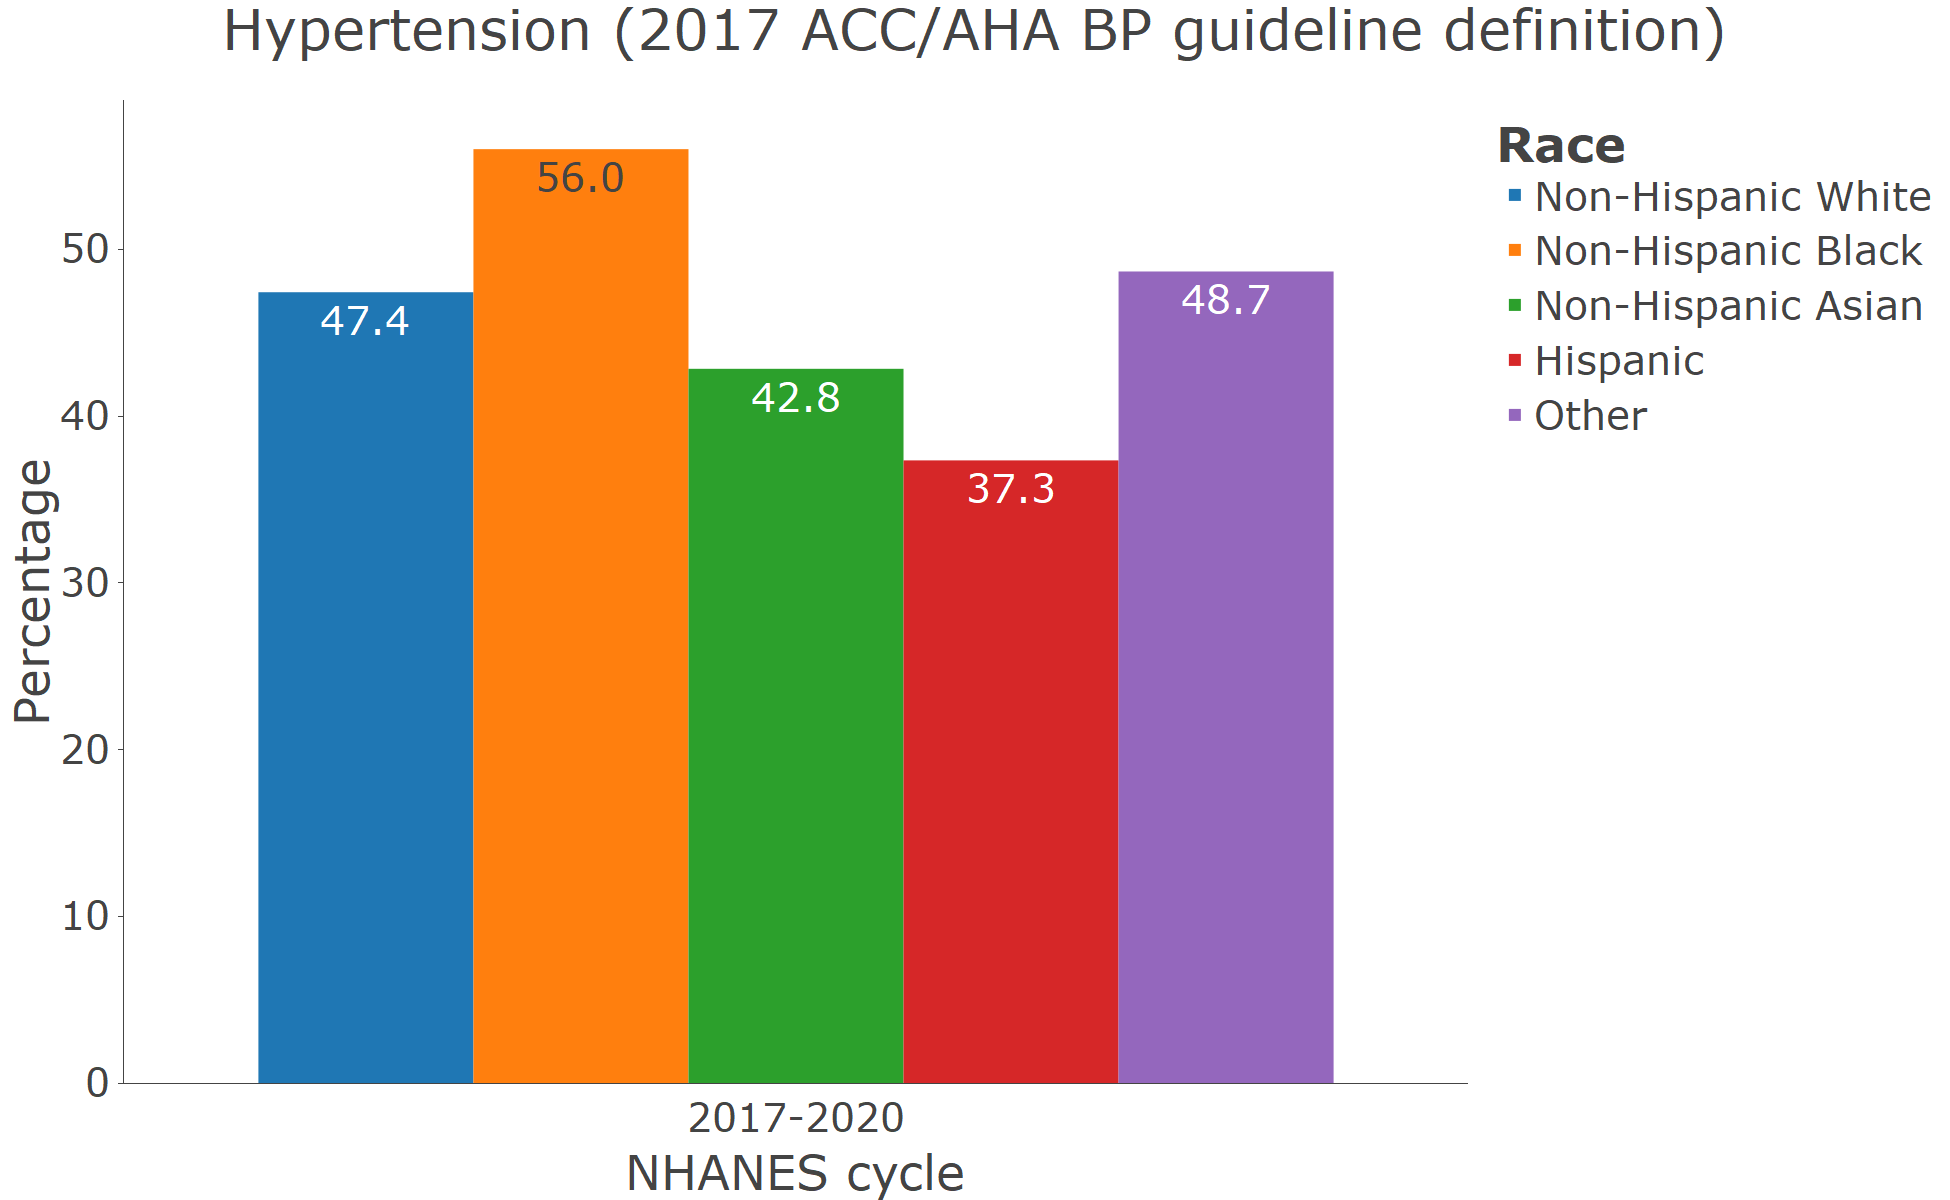 Hypertension (2017 ACC/AHA BP guideline definition)
Race
Non-Hispanic White
Non-Hispanic Black
Non-Hispanic Asian
Hispanic
Other
Percentage
50
40
30
20
10
0
47.4
56.0
42.8
37.3
48.7
2017-2020
NHANES cycle